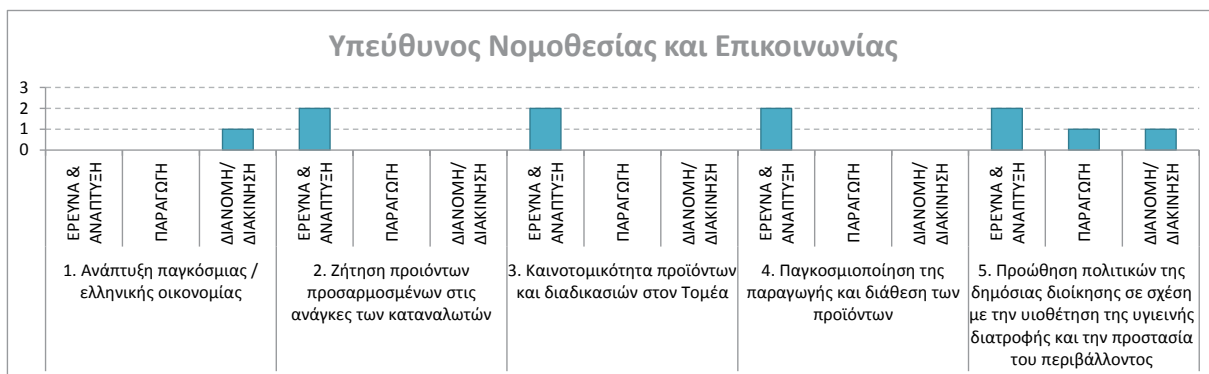 Υπεύθυνος Νομοθεσίας και Επικοινωνίας
3
2
1
0
ΕΡΕΥΝΑ &
ΑΝΑΠΤΥΞΗ
ΠΑΡΑΓΩΓΗ
ΔΙΑΝΟΜΗ/
ΔΙΑΚΙΝΗΣΗ
ΕΡΕΥΝΑ &
ΑΝΑΠΤΥΞΗ
ΠΑΡΑΓΩΓΗ
ΔΙΑΝΟΜΗ/
ΔΙΑΚΙΝΗΣΗ
ΕΡΕΥΝΑ &
ΑΝΑΠΤΥΞΗ
ΠΑΡΑΓΩΓΗ
ΔΙΑΝΟΜΗ/
ΔΙΑΚΙΝΗΣΗ
ΕΡΕΥΝΑ &
ΑΝΑΠΤΥΞΗ
ΠΑΡΑΓΩΓΗ
ΔΙΑΝΟΜΗ/
ΔΙΑΚΙΝΗΣΗ
ΕΡΕΥΝΑ &
ΑΝΑΠΤΥΞΗ
ΠΑΡΑΓΩΓΗ
ΔΙΑΝΟΜΗ/
ΔΙΑΚΙΝΗΣΗ
1. Ανάπτυξη παγκόσμιας /
ελληνικής οικονομίας
2. Ζήτηση προιόντων
προσαρμοσμένων στις
ανάγκες των καταναλωτών
3. Καινοτομικότητα προϊόντων
και διαδικασιών στον Τομέα
4. Παγκοσμιοποίηση της
παραγωγής και διάθεση των
προϊόντων
5. Προώθηση πολιτικών της
δημόσιας διοίκησης σε σχέση
με την υιοθέτηση της υγιεινής
διατροφής και την προστασία
του περιβάλλοντος